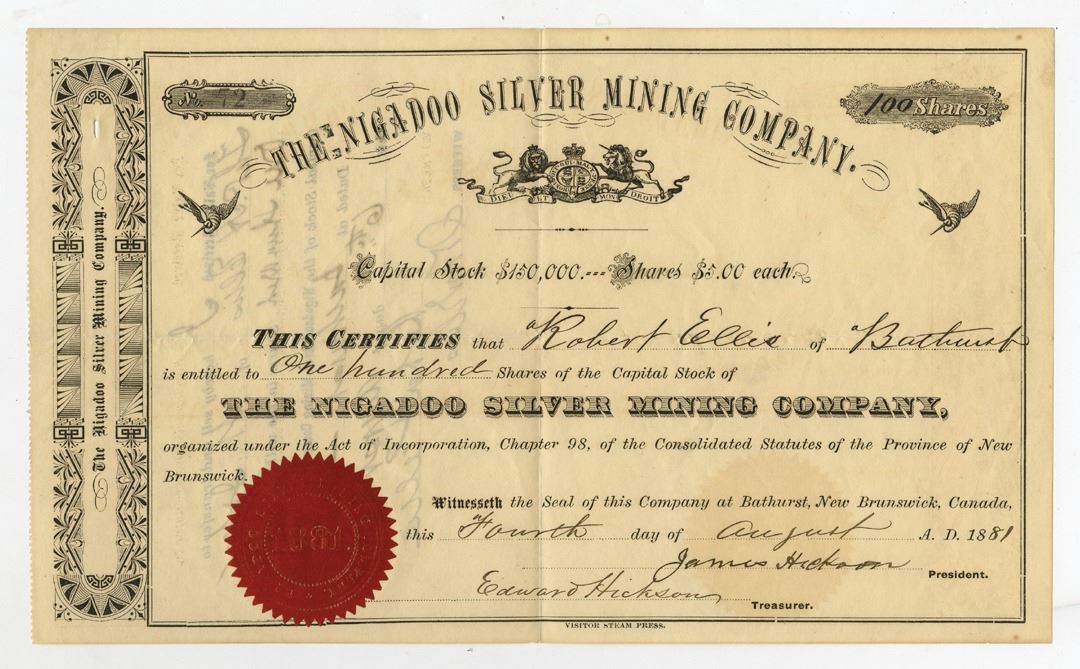 No. 72
100 Shares
THE NIGADOO SILVER MINING COMPANY.
DIEU ET MON DROIT
Capital Stock $150,000.--- Shares $5.00 each.
THIS CERTIFIES that Robert Ellis of Bathurst
is entitled to One hundred Shares of the Capital Stock of
THE NIGADOO SILVER MINING COMPANY,
organized under the Act of Incorporation, Chapter 98, of the Consolidated Statutes of the Province of New
Brunswick.
Witnesseth the Seal of this Company at Bathurst, New Brunswick, Canada,
this Fourth day of August A. D. 1881
James Hickson President.
Edward Hickson Treasurer.
VISITOR STEAM PRESS.
The Nigadoo Silver Mining Company.
1881